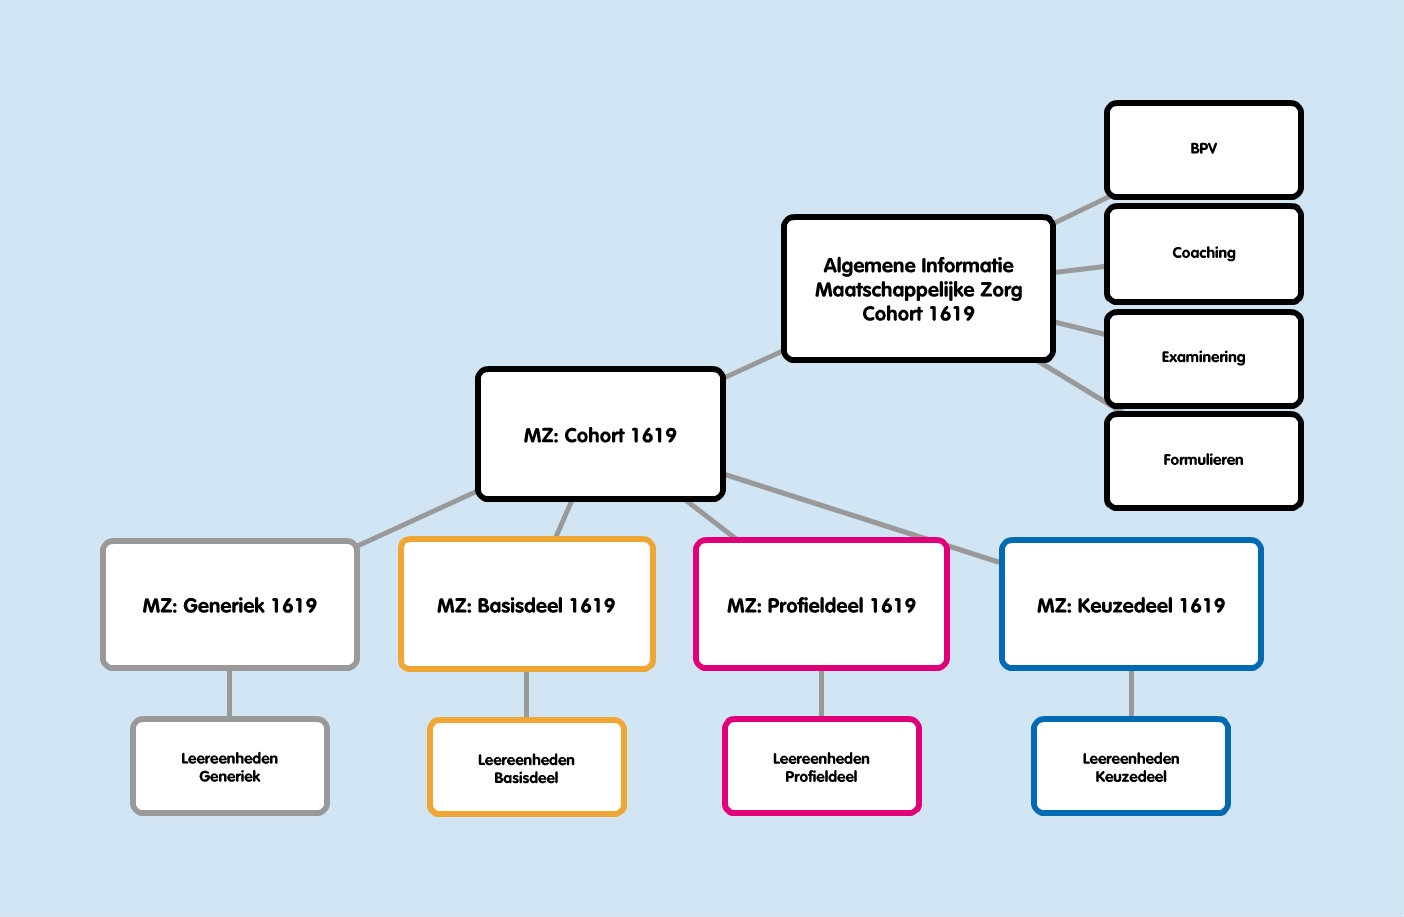 BPV
Coaching
Algemene Informatie
Maatschappelijke Zorg
Cohort 1619
Examinering
MZ: Cohort 1619
Formulieren
MZ: Generiek 1619
MZ: Basisdeel 1619
MZ: Profieldeel 1619
MZ: Keuzedeel 1619
Leereenheden
Generiek
Leereenheden
Basisdeel
Leereenheden
Profieldeel
Leereenheden
Keuzedeel